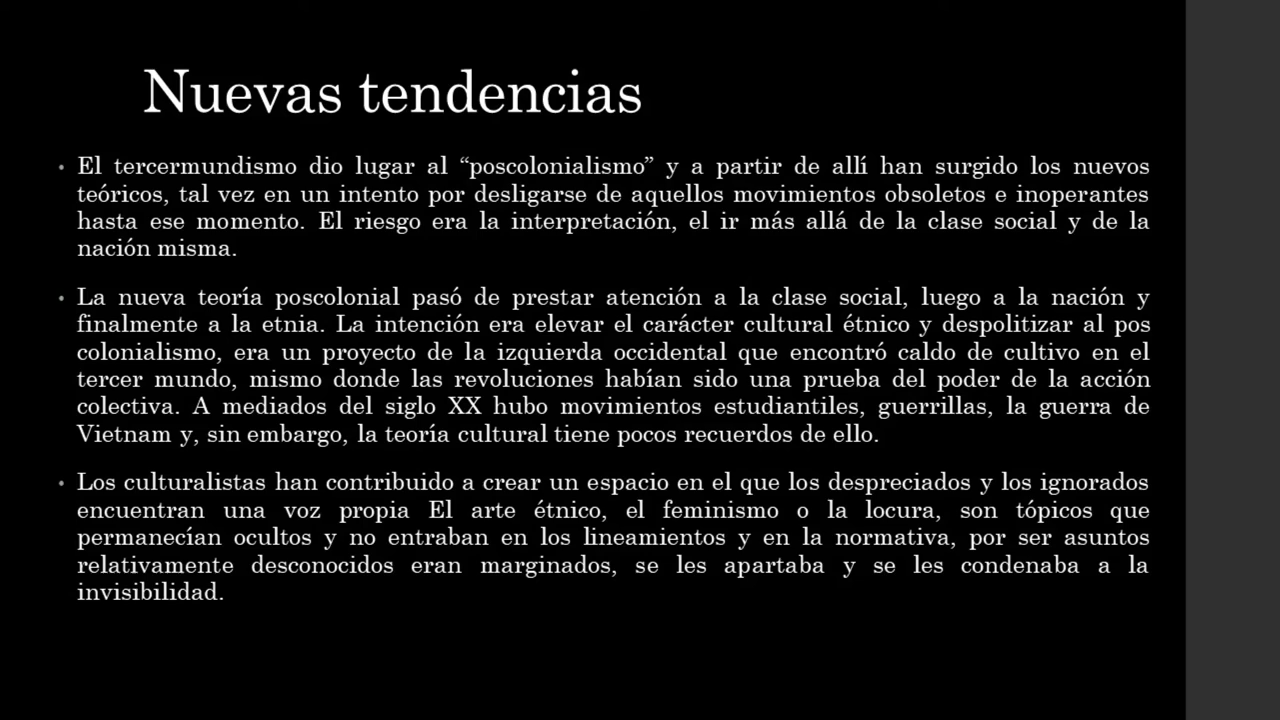 Nuevas tendencias
• El tercermundismo dio lugar al “poscolonialismo” y a partir de allí han surgido los nuevos
teóricos, tal vez en un intento por desligarse de aquellos movimientos obsoletos e inoperantes
hasta ese momento. El riesgo era la interpretación, el ir más allá de la clase social y de la
nación misma.
• La nueva teoría poscolonial pasó de prestar atención a la clase social, luego a la nación y
finalmente a la etnia. La intención era elevar el carácter cultural étnico y despolitizar al pos
colonialismo, era un proyecto de la izquierda occidental que encontró caldo de cultivo en el
tercer mundo, mismo donde las revoluciones habían sido una prueba del poder de la acción
colectiva. A mediados del siglo XX hubo movimientos estudiantiles, guerrillas, la guerra de
Vietnam y, sin embargo, la teoría cultural tiene pocos recuerdos de ello.
• Los culturalistas han contribuido a crear un espacio en el que los despreciados y los ignorados
encuentran una voz propia El arte étnico, el feminismo o la locura, son tópicos que
permanecían ocultos y no entraban en los lineamientos y en la normativa, por ser asuntos
relativamente desconocidos eran marginados, se les apartaba y se les condenaba a la
invisibilidad.